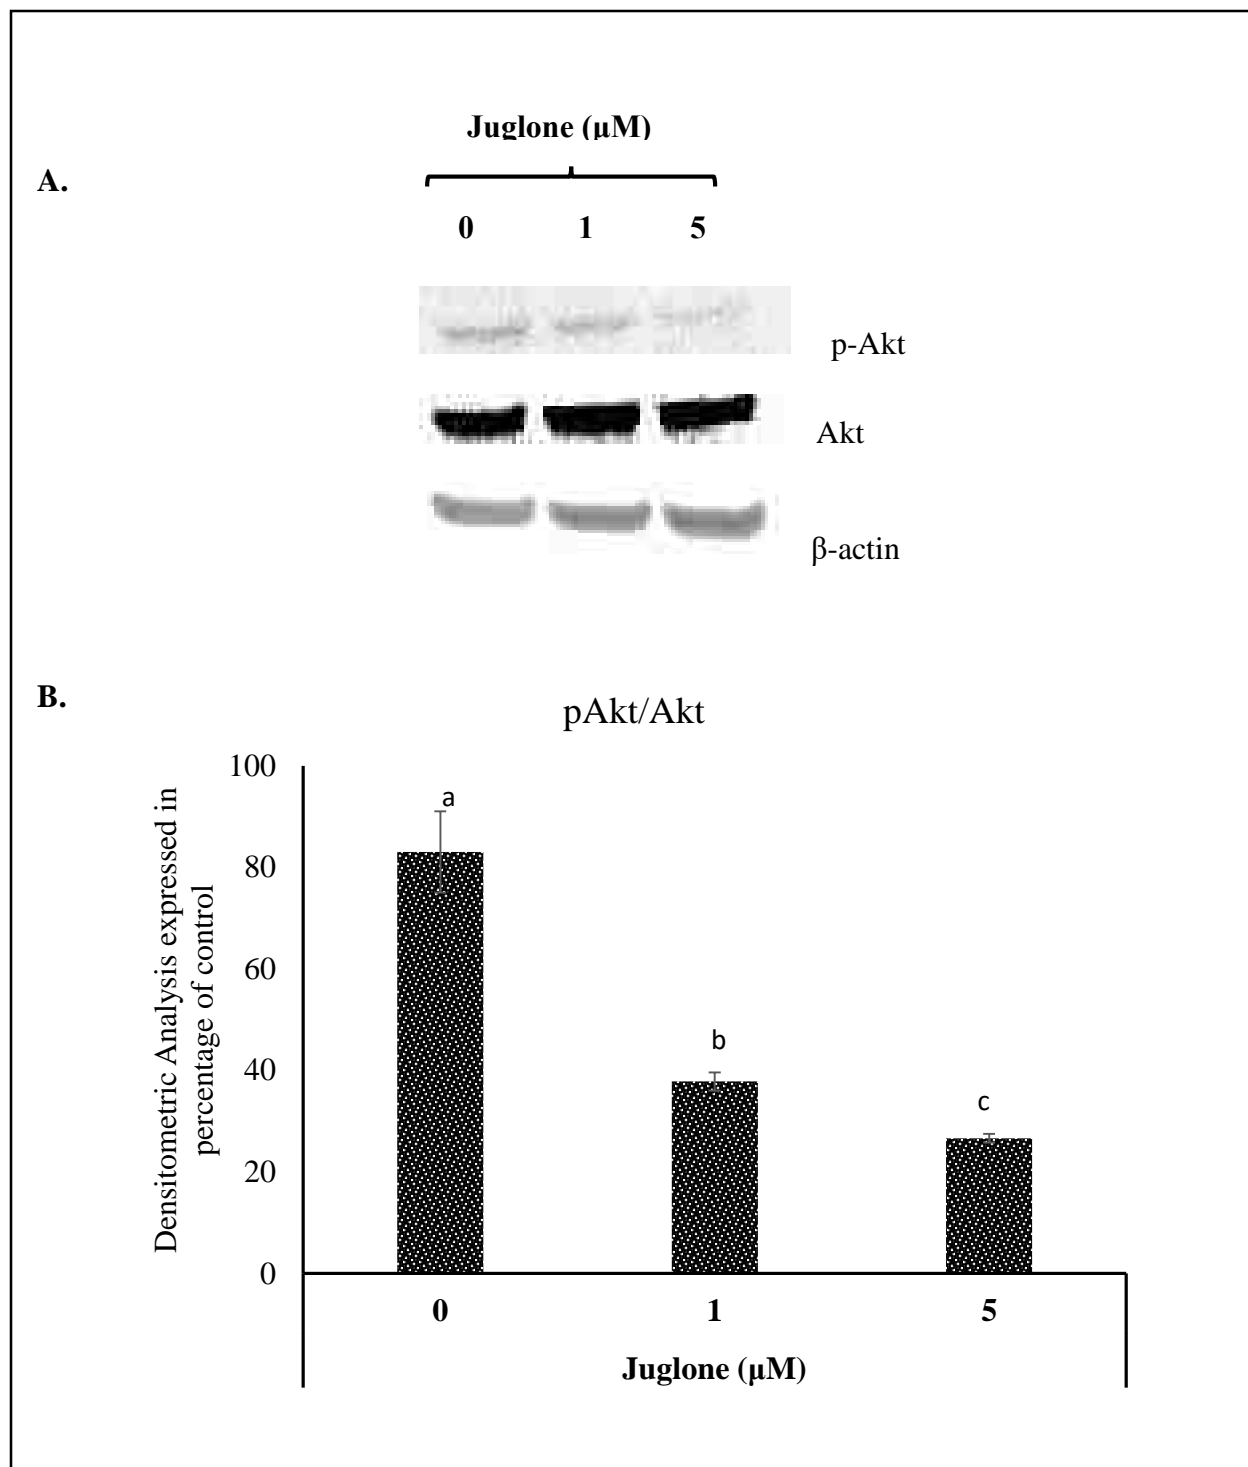 Juglone (μM)
A.
0 1 5
p-Akt
Akt
β-actin
B.
pAkt/Akt
Densitometric Analysis expressed in
percentage of control
100
80
60
40
20
0
a
b
c
0 1 5
Juglone (μM)